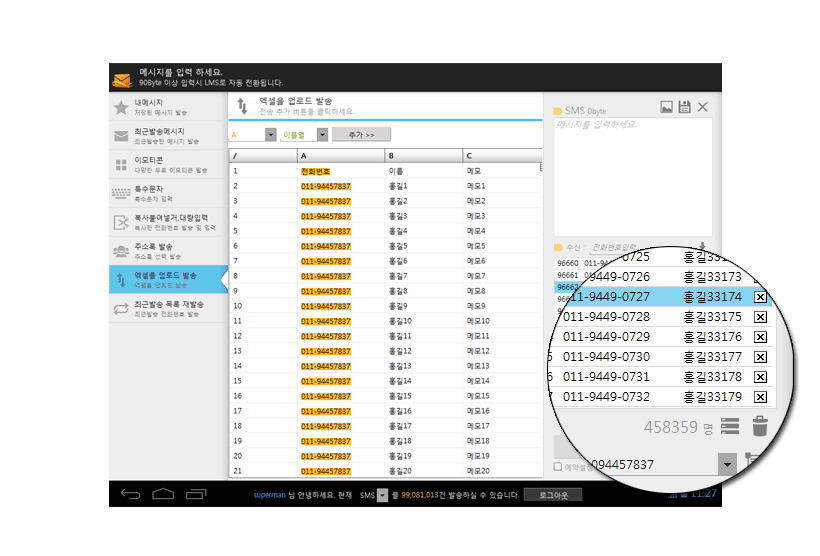 메시지를 입력 하세요.
90Byte 이상 입력시 LMS로 자동 전환됩니다.
내메시지
저장된 메시지 발송
최근발송메시지
최근발송한 메시지 발송
이모티콘
다양한 무료 이모티콘 발송
특수문자
특수문자 입력
복사붙여넣기,대량입력
복사한 전화번호 발송 및 입력
주소록 발송
주소록 선택 발송
엑셀을 업로드 발송
엑셀을 업로드 발송
최근발송 목록 재발송
최근발송 전화번호 발송
엑셀을 업로드 발송
전송 추가 버튼을 클릭하세요.
A 이름열 추가 >>
/ A B C
1 전화번호 이름 메모
2 011-94457837 홍길1 메모1
3 011-94457837 홍길2 메모2
4 011-94457837 홍길3 메모3
5 011-94457837 홍길4 메모4
6 011-94457837 홍길5 메모5
7 011-94457837 홍길6 메모6
8 011-94457837 홍길7 메모7
9 011-94457837 홍길8 메모8
10 011-94457837 홍길9 메모9
11 011-94457837 홍길10 메모10
12 011-94457837 홍길11 메모11
13 011-94457837 홍길12 메모12
14 011-94457837 홍길13 메모13
15 011-94457837 홍길14 메모14
16 011-94457837 홍길15 메모15
17 011-94457837 홍길16 메모16
18 011-94457837 홍길17 메모17
19 011-94457837 홍길18 메모18
20 011-94457837 홍길19 메모19
21 011-94457837 홍길20 메모20
SMS 0byte
메시지를 입력하세요.
수신 : 전화번호입력
96660 011-94
96661 011-
96662
9449-0726 홍길33173
11-9449-0727 홍길33174
011-9449-0728 홍길33175
011-9449-0729 홍길33176
011-9449-0730 홍길33177
011-9449-0731 홍길33178
011-9449-0732 홍길33179
458359 명
예약설정
094457837
superman 님 안녕하세요. 현재 SMS 를 99,081,013건 발송하실 수 있습니다. 로그아웃
11:27